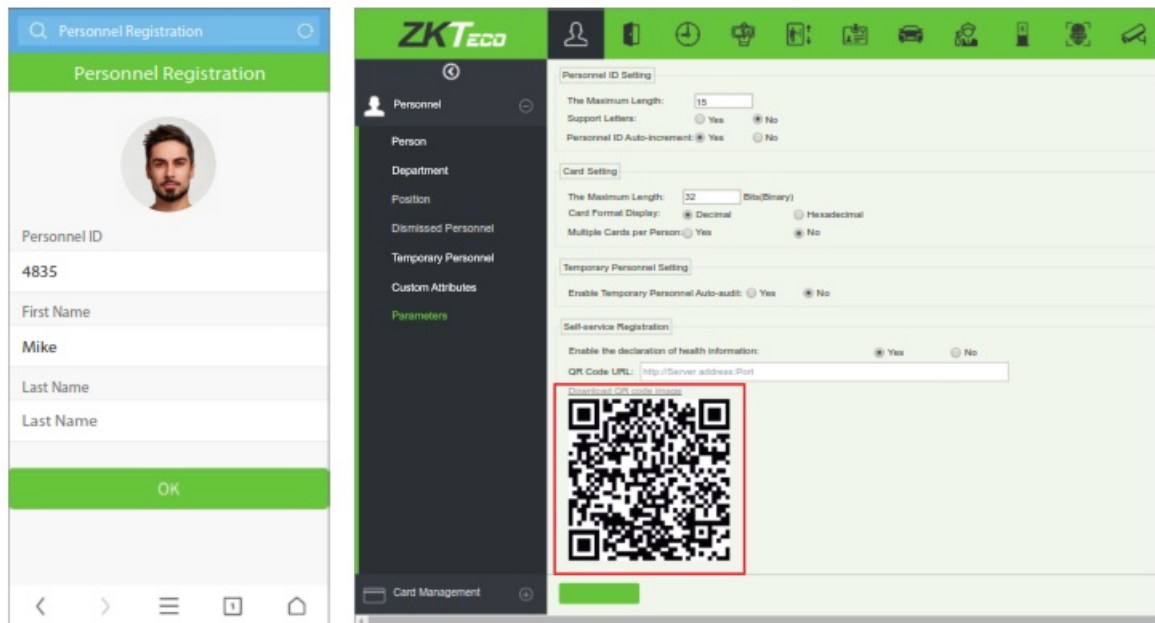 Personnel Registration
Personnel Registration
Personnel ID
4835
First Name
Mike
Last Name
Last Name
OK
1
ZKTeco
Personnel
Person
Department
Position
Dismissed Personnel
Temporary Personnel
Custom Attributes
Parameters
Card Management
Personnel ID Setting
The Maximum Length: 15
Support Letters: Yes No
Personnel ID Auto-increment: Yes No
Card Setting
The Maximum Length: 32 Bits(Binary)
Card Format Display: Decimal Hexadecimal
Multiple Cards per Person: Yes No
Temporary Personnel Setting
Enable Temporary Personnel Auto-audit: Yes No
Self-service Registration
Enable the declaration of health information: Yes No
QR Code URL: http://Server address:Port
Download QR code image